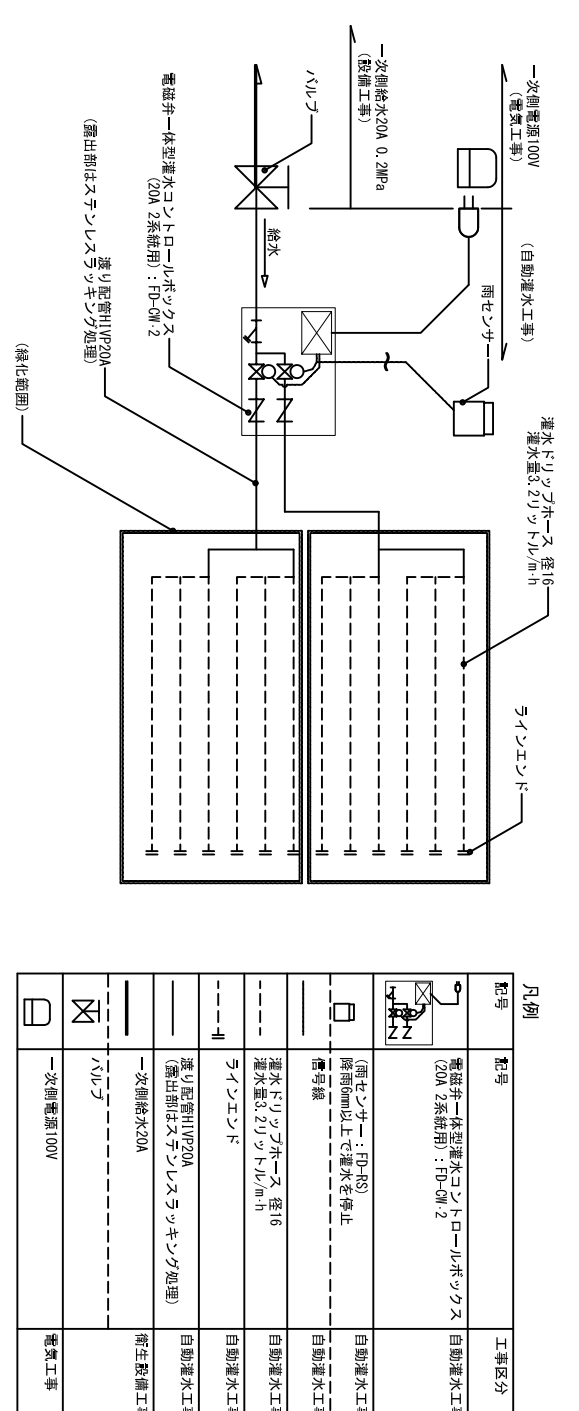 一次側電源100V
(電気工事)
(自動灌水工事)
一次側給水20A 0.2MPa
(設備工事)
バルブ
給水
雨センサー
電磁弁一体型灌水コントロールボックス
(20A 2系統用):FD-CW-2
渡り配管HIVP20A
(露出部はステンレスラッキング処理)
(緑化範囲)
灌水ドリップホース 径16
灌水量3.2リットル/m·h
ラインエンド
凡例
記号
記号
工事区分
電磁弁一体型灌水コントロールボックス
(20A 2系統用):FD-CW-2
自動灌水工事
(雨センサー:FD-RS)
降雨6mm以上で灌水を停止
自動灌水工事
信号線
自動灌水工事
灌水ドリップホース 径16
灌水量3.2リットル/m·h
自動灌水工事
ラインエンド
自動灌水工事
渡り配管HIVP20A
(露出部はステンレスラッキング処理)
自動灌水工事
一次側給水20A
衛生設備工事
バルブ
一次側電源100V
電気工事